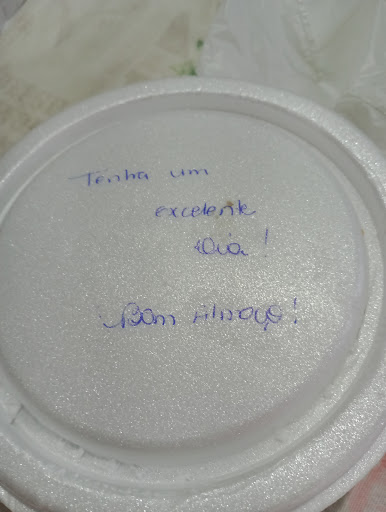 Tenha um
excelente
Dia!
Bom Almoço!